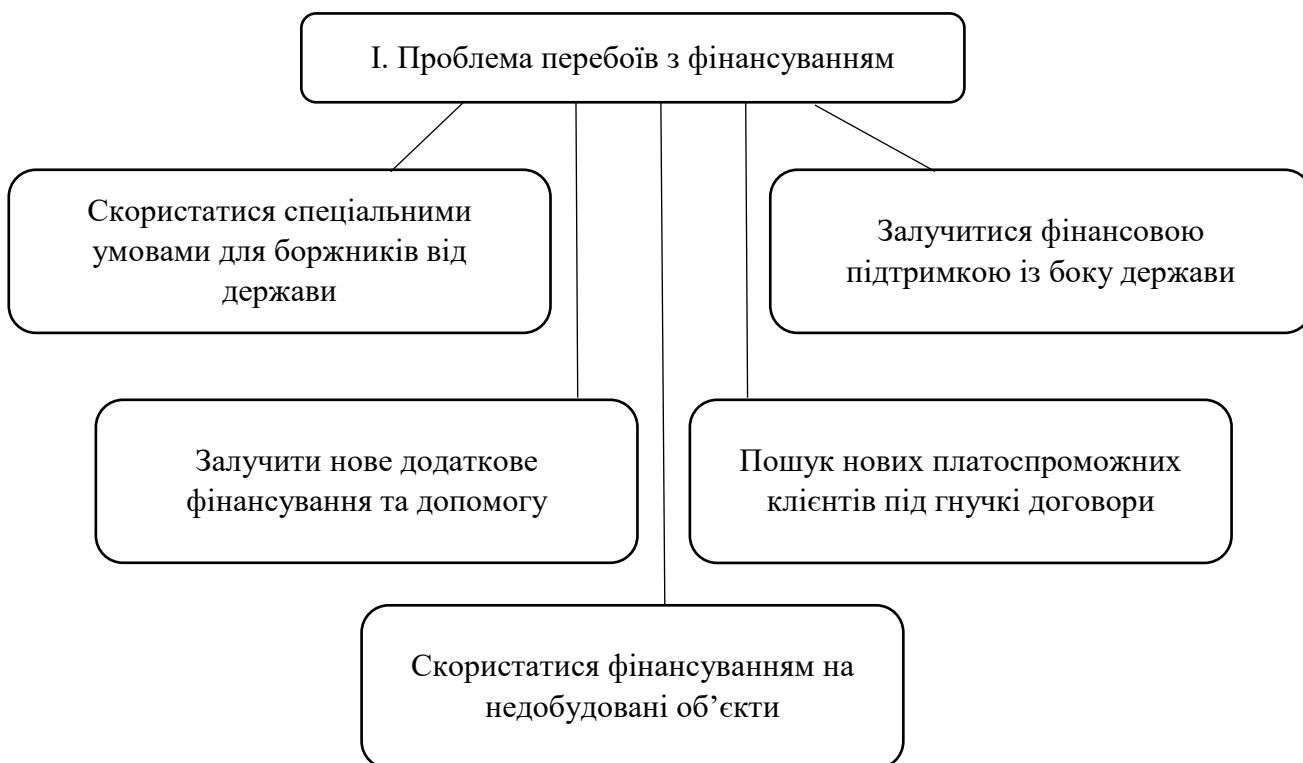 І. Проблема перебоїв з фінансуванням
Скористатися спеціальними
умовами для боржників від
держави
Залучитися фінансовою
підтримкою із боку держави
Залучити нове додаткове
фінансування та допомогу
Пошук нових платоспроможних
клієнтів під гнучкі договори
Скористатися фінансуванням на
недобудовані об’єкти